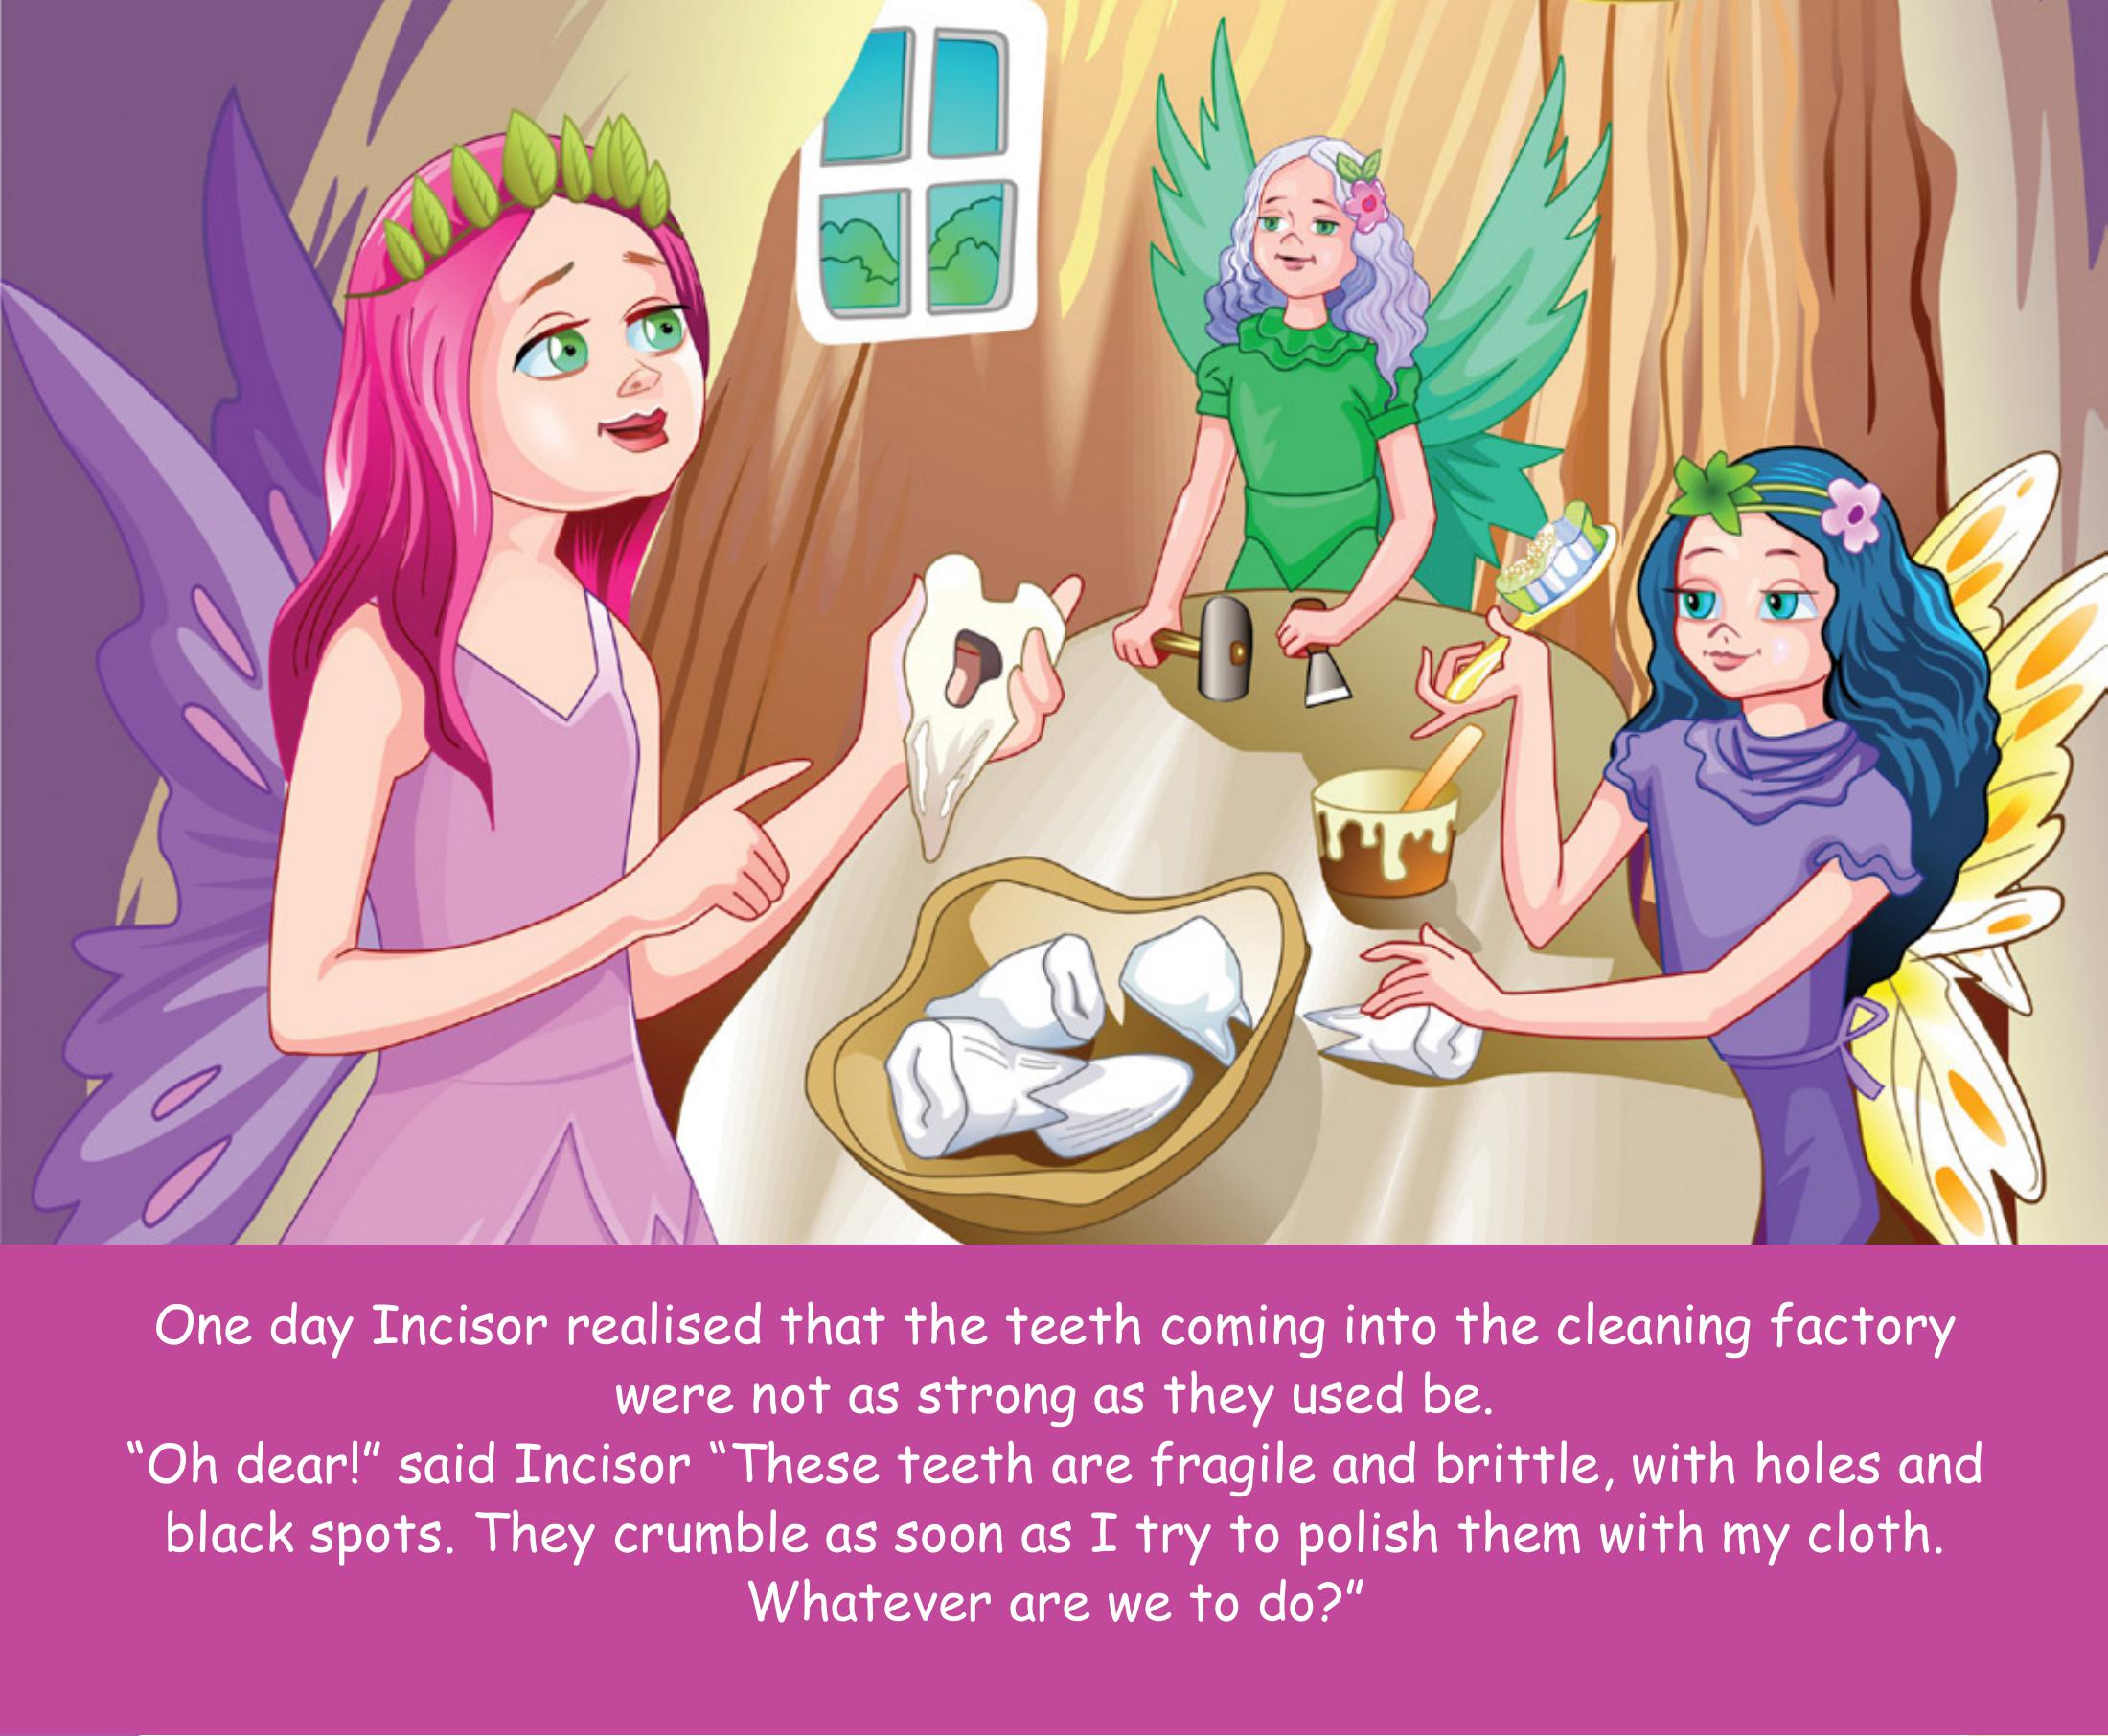 One day Incisor realised that the teeth coming into the cleaning factory
were not as strong as they used be.
“Oh dear!” said Incisor “These teeth are fragile and brittle, with holes and
black spots. They crumble as soon as I try to polish them with my cloth.
Whatever are we to do?”